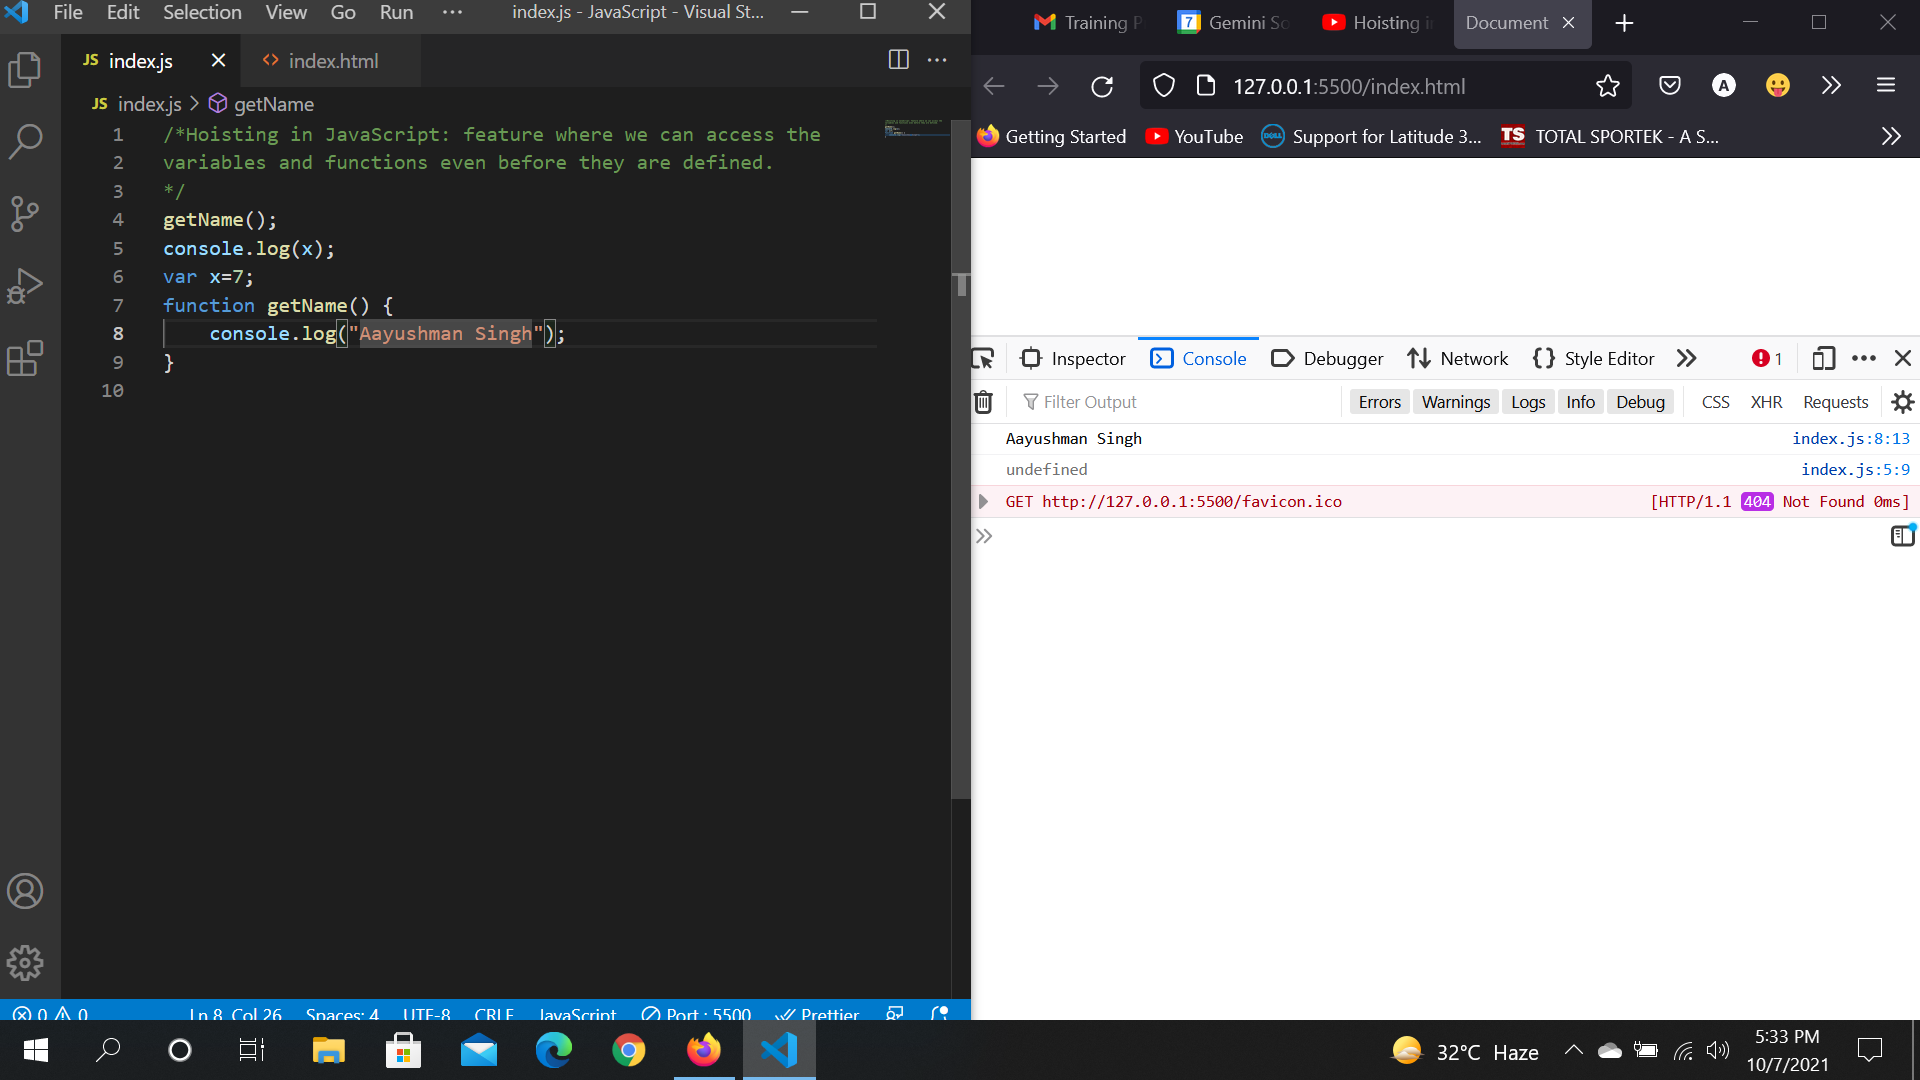 File Edit Selection View Go Run ··· index.js - JavaScript - Visual St...
JS index.js index.html
JS index.js > getName
1 /*Hoisting in JavaScript: feature where we can access the
2 variables and functions even before they are defined.
3 */
4 getName();
5 console.log(x);
6 var x=7;
7 function getName() {
8 console.log("Aayushman Singh");
9 }
10
0 0 Ln 8, Col 26 Spaces: 4 UTF-8 CRLF JavaScript Port : 5500 Prettier
Training P 7 Gemini So Hoisting in Document
127.0.0.1:5500/index.html A
Getting Started YouTube DELL Support for Latitude 3... TS TOTAL SPORTEK - A S...
Inspector Console Debugger Network Style Editor 1
Filter Output Errors Warnings Logs Info Debug CSS XHR Requests
Aayushman Singh index.js:8:13
undefined index.js:5:9
GET http://127.0.0.1:5500/favicon.ico [HTTP/1.1 404 Not Found 0ms]
32°C Haze
5:33 PM
10/7/2021